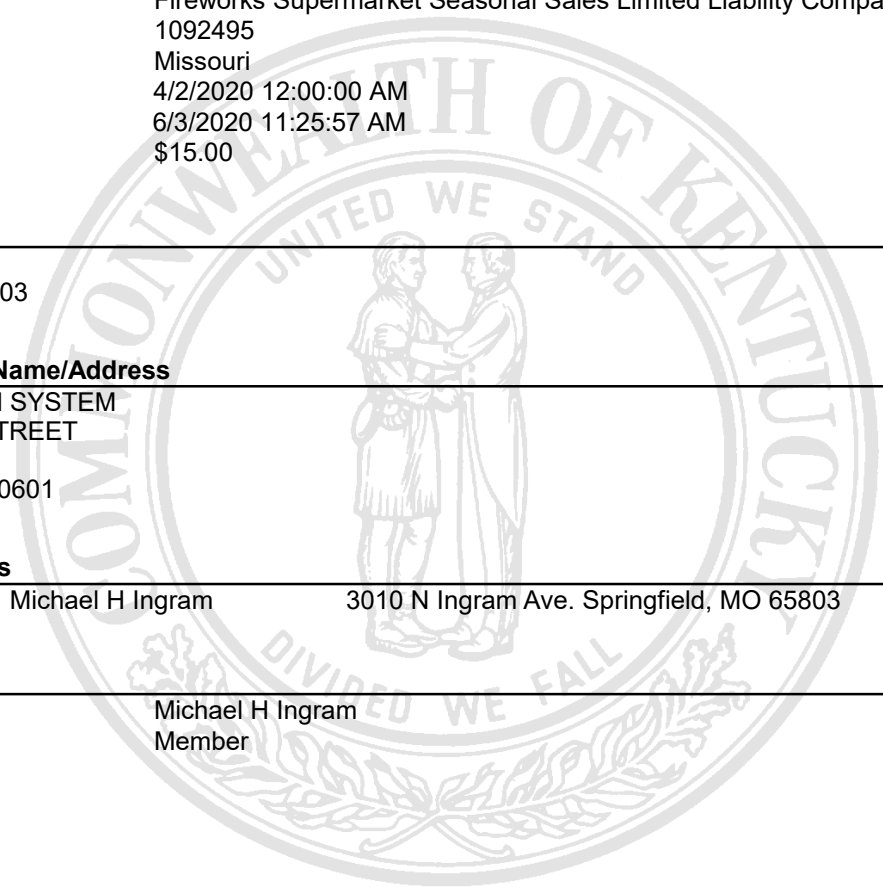 Fireworks Supermarket Seasonal Sales Limited Liability Compa
1092495
Missouri
4/2/2020 12:00:00 AM
6/3/2020 11:25:57 AM
$15.00
03
Name/Address
SYSTEM
TREET
0601
s
Michael H Ingram 3010 N Ingram Ave. Springfield, MO 65803
Michael H Ingram
Member
COMMONWEALTH OF KENTUCKY
UNITED WE STAND
DIVIDED WE FALL